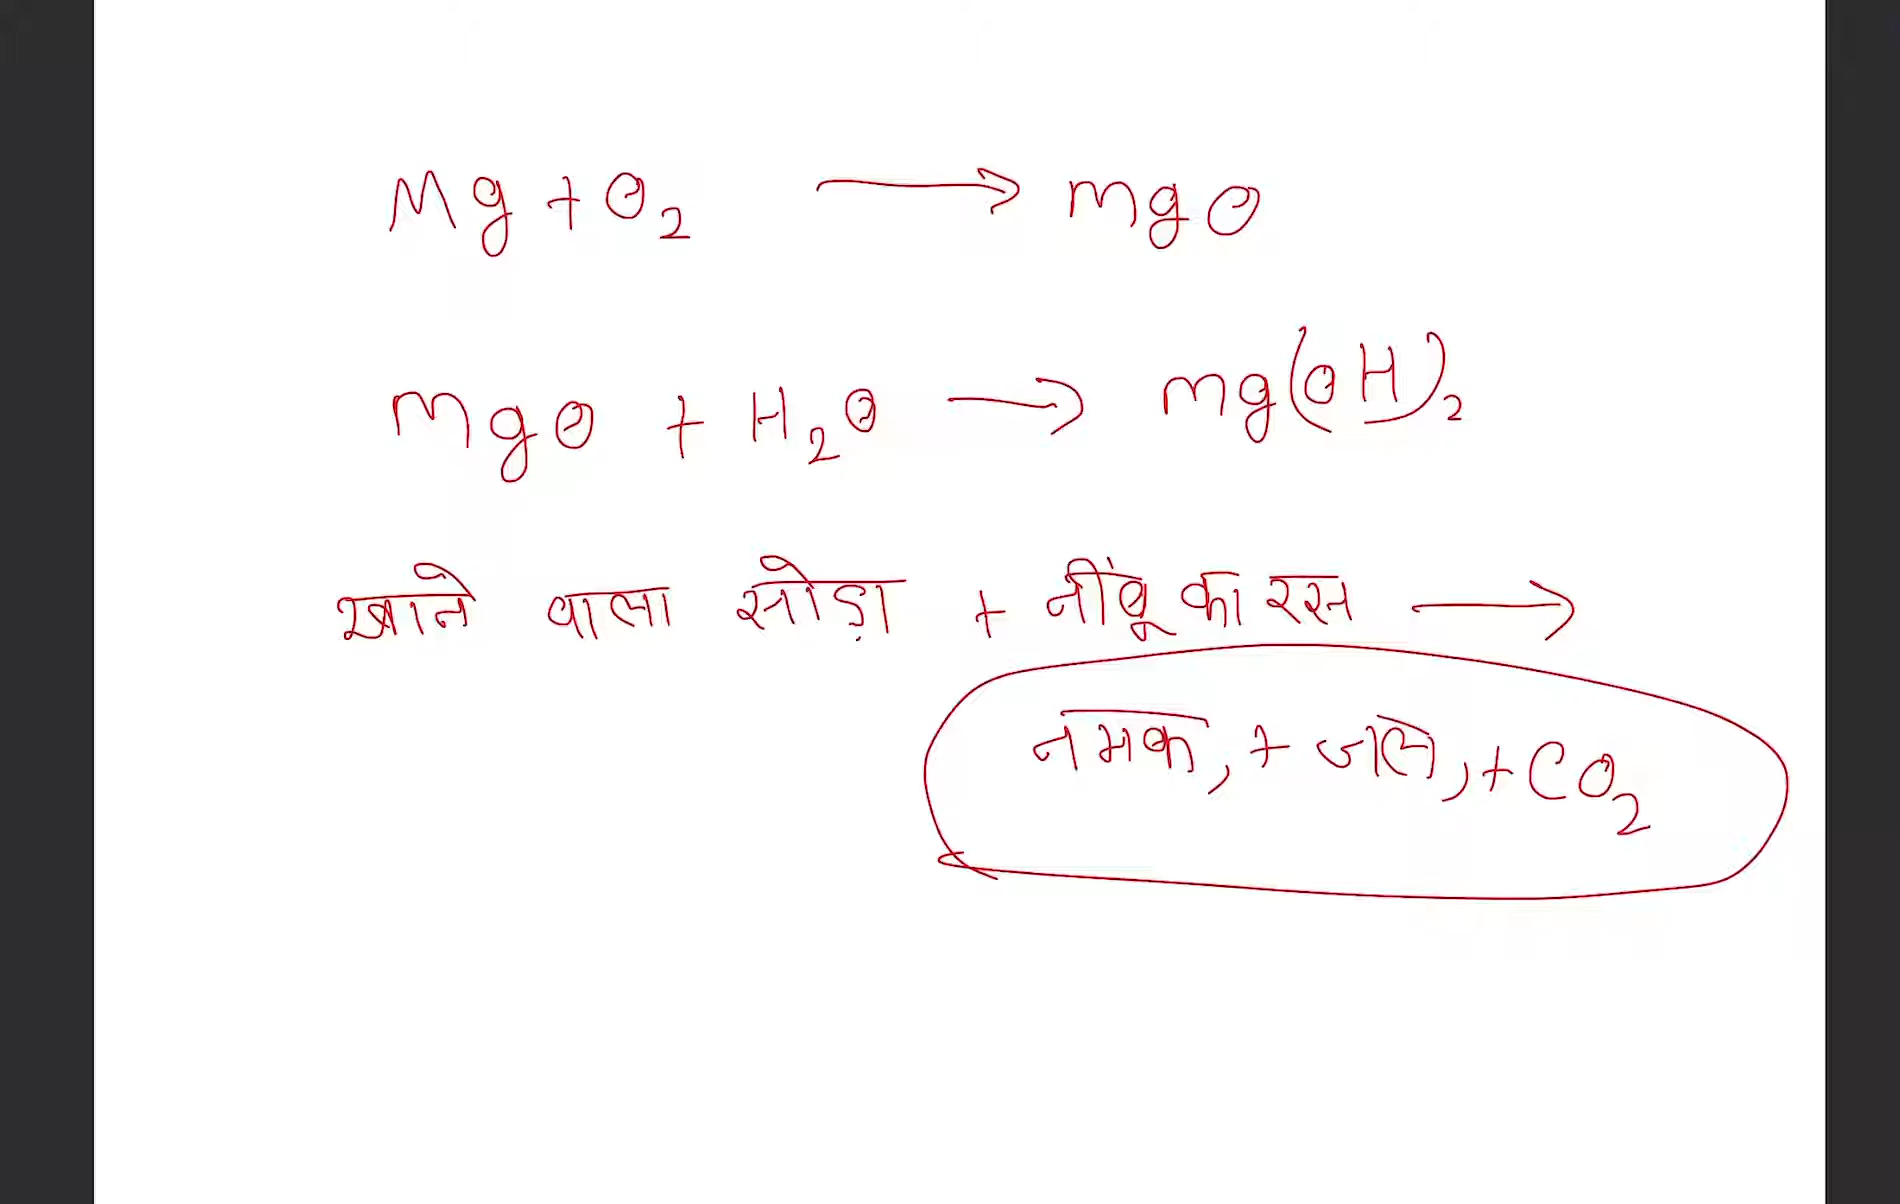 Mg + O₂ → MgO
MgO + H₂O → Mg(OH)₂
खाने वाला सोड़ा + नींबू का रस →
नमक, + जल, + CO₂